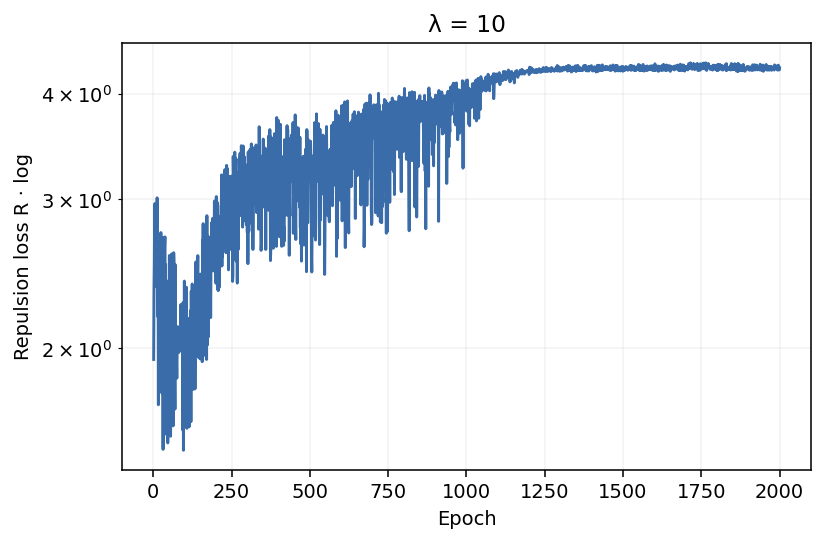 λ = 10
Repulsion loss R · log
4 × 10⁰
3 × 10⁰
2 × 10⁰
0 250 500 750 1000 1250 1500 1750 2000
Epoch